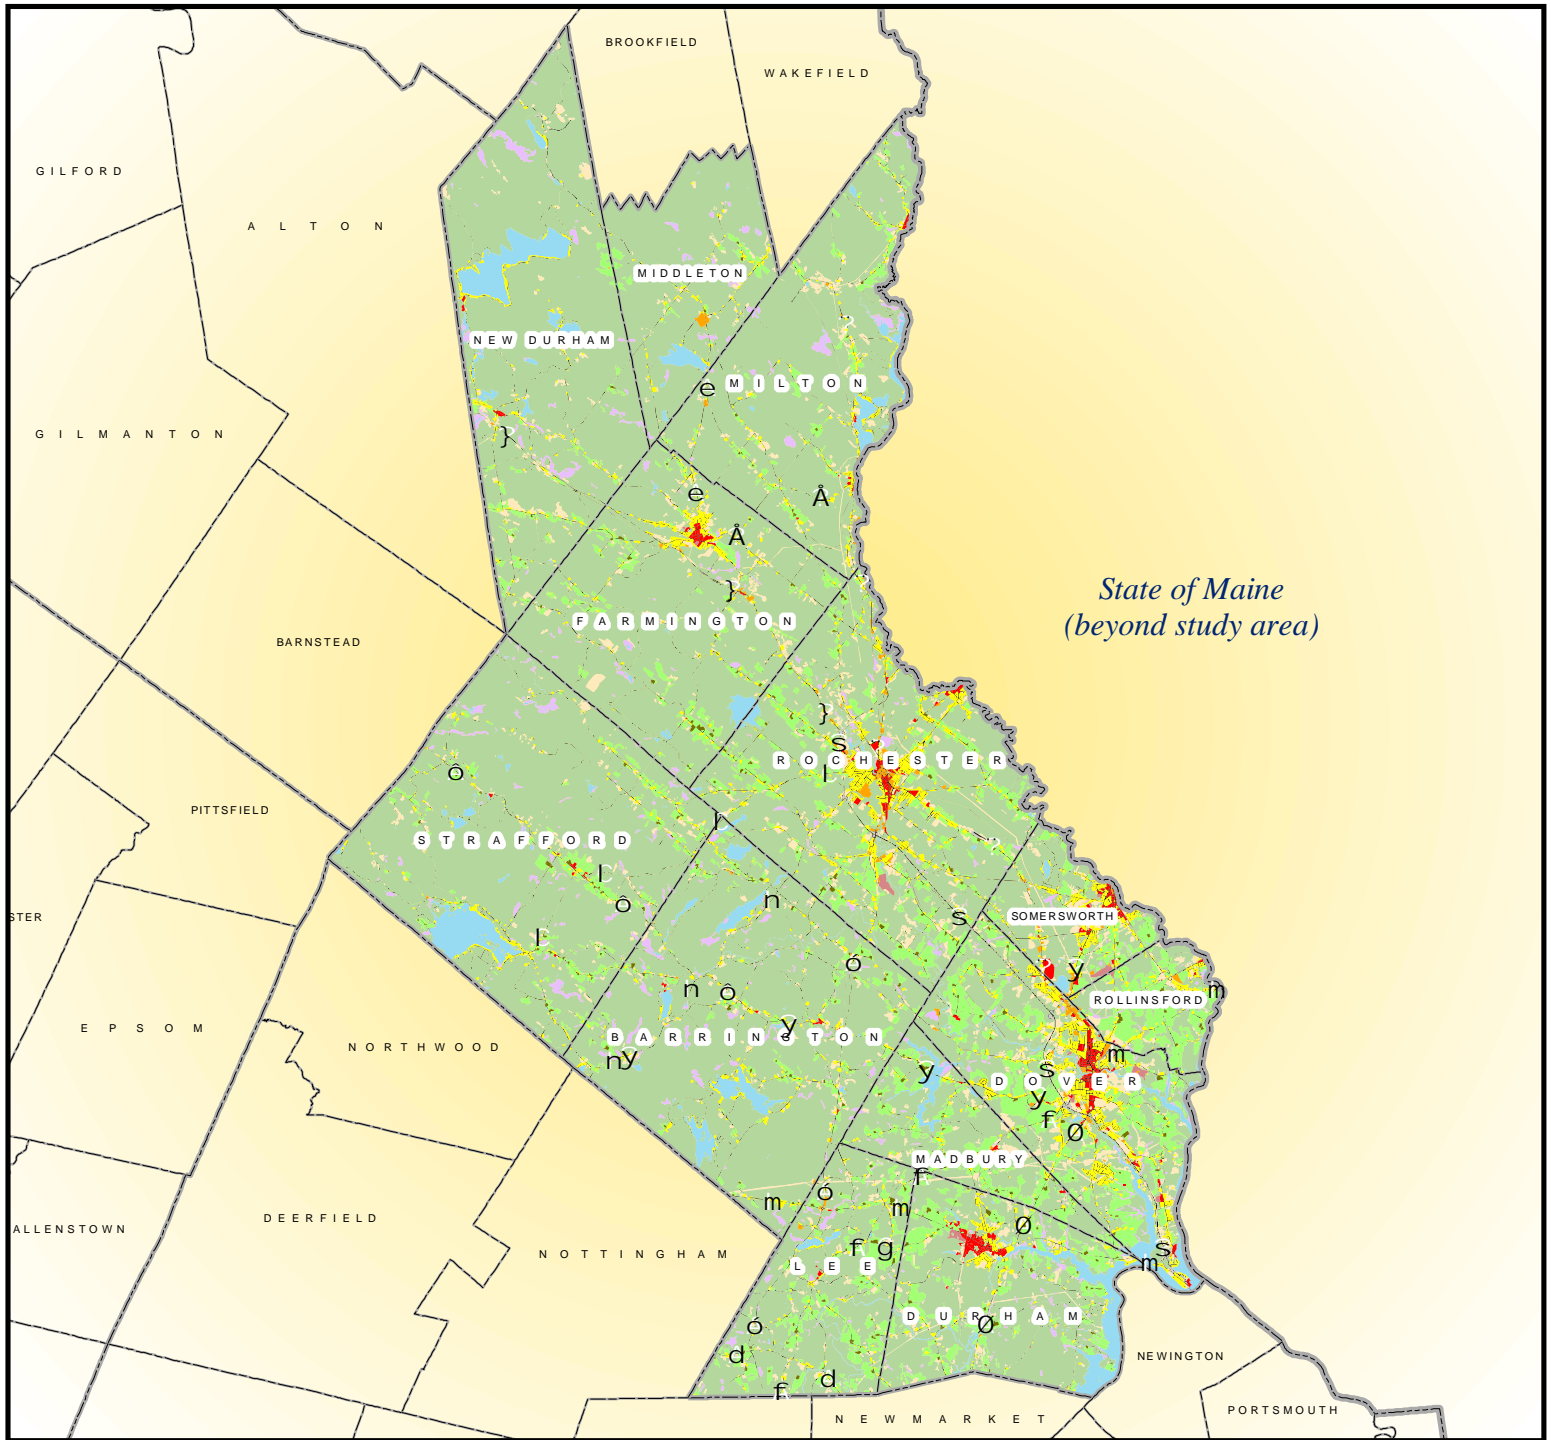 BROOKFIELD
WAKEFIELD
GILFORD
ALTON
MIDDLETON
NEW DURHAM
e MILTON
GILMANTON
}
e
Å
Å
State of Maine
(beyond study area)
}
FARMINGTON
BARNSTEAD
}
s
ROCHESTER
ô
l
PITTSFIELD
l
STRAFFORD
l
ô
n
STER
s
SOMERSWORTH
l
ó
y
n
ô
m
ROLLINSFORD
y
EPSOM
BARRINGTON
NORTHWOOD
ny
m
y
s
DOVER
y
f
Ø
MADBURY
f
m
ó
m
DEERFIELD
ALLENSTOWN
Ø
NOTTINGHAM
f g
s
LEE
m
DURHAM
Ø
ó
d
NEWINGTON
d
f
PORTSMOUTH
NEWMARKET